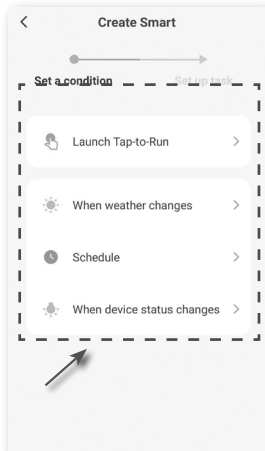 Create Smart
Set a condition Set up task
Launch Tap-to-Run
When weather changes
Schedule
When device status changes